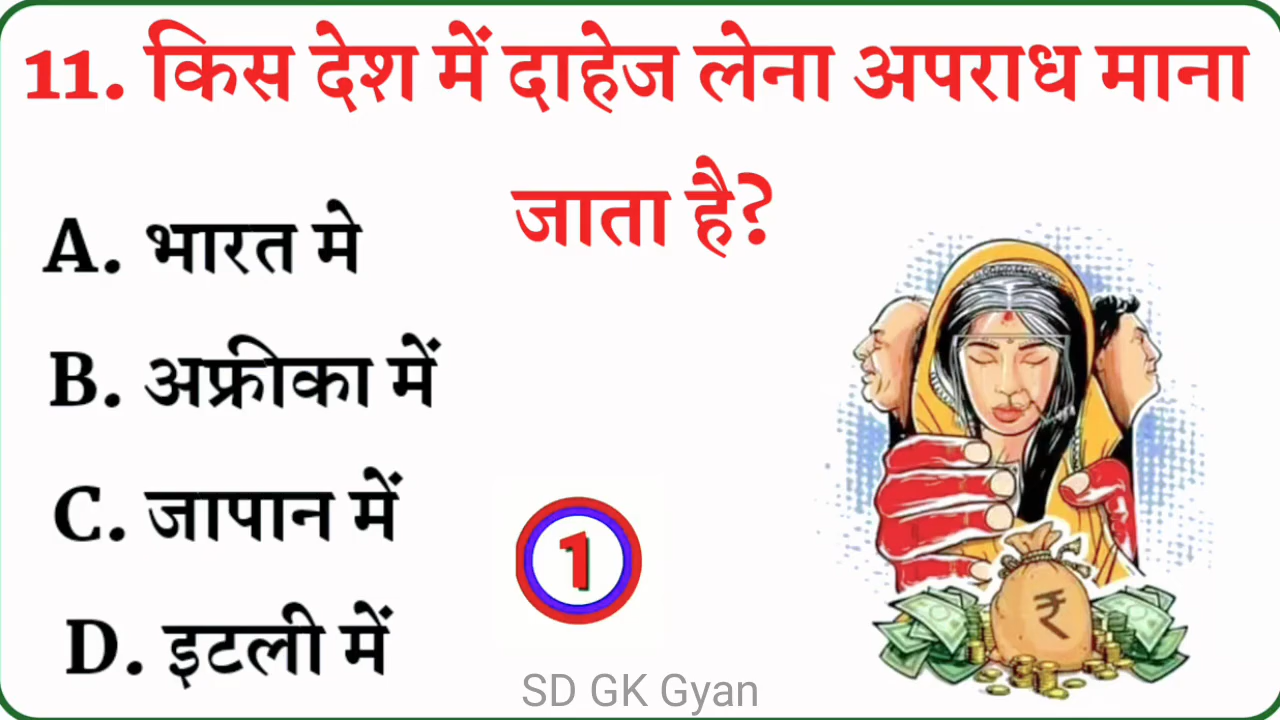 11. किस देश में दाहेज लेना अपराध माना
जाता है?
A. भारत मे
B. अफ्रीका में
C. जापान में
D. इटली में
1
₹
SD GK Gyan